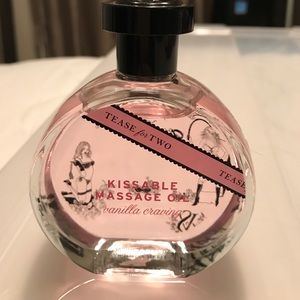 TEASE for TWO
TEASE
KISSABLE
MASSAGE OIL
vanilla craving